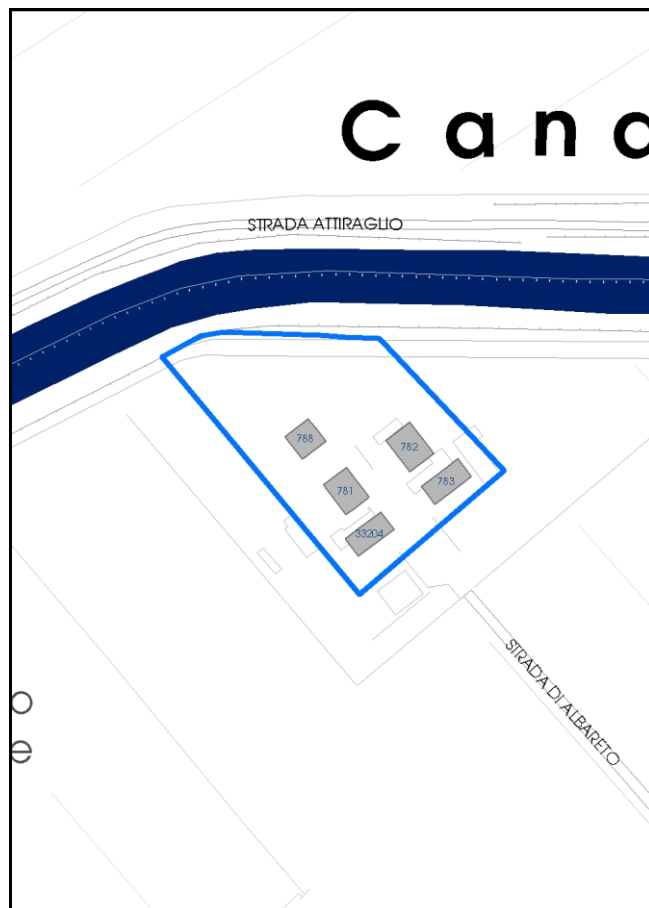 C a n a
STRADA ATTIRAGLIO
788
782
781
783
33204
STRADA DI ALBARETO
o
e